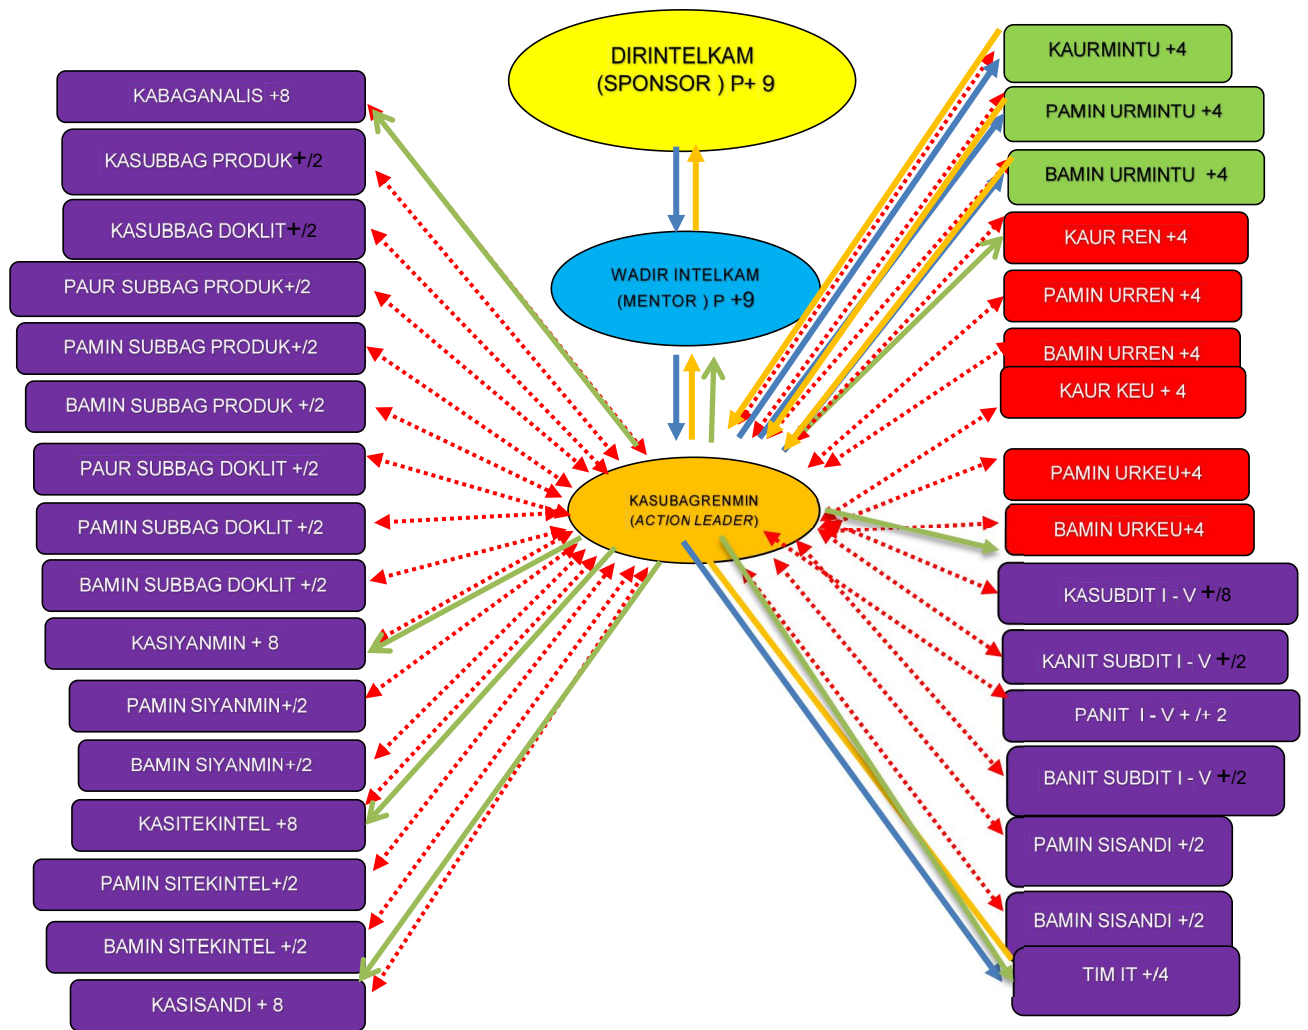 DIRINTELKAM
(SPONSOR ) P+ 9
WADIR INTELKAM
(MENTOR ) P +9
KASUBAGRENMIN
(ACTION LEADER)
KABAGANALIS +8
KASUBBAG PRODUK+/2
KASUBBAG DOKLIT+/2
PAUR SUBBAG PRODUK+/2
PAMIN SUBBAG PRODUK+/2
BAMIN SUBBAG PRODUK +/2
PAUR SUBBAG DOKLIT +/2
PAMIN SUBBAG DOKLIT +/2
BAMIN SUBBAG DOKLIT +/2
KASIYANMIN + 8
PAMIN SIYANMIN+/2
BAMIN SIYANMIN+/2
KASITEKINTEL +8
PAMIN SITEKINTEL+/2
BAMIN SITEKINTEL +/2
KASISANDI + 8
KAURMINTU +4
PAMIN URMINTU +4
BAMIN URMINTU +4
KAUR REN +4
PAMIN URREN +4
BAMIN URREN +4
KAUR KEU + 4
PAMIN URKEU+4
BAMIN URKEU+4
KASUBDIT I - V +/8
KANIT SUBDIT I - V +/2
PANIT I - V + /+ 2
BANIT SUBDIT I - V +/2
PAMIN SISANDI +/2
BAMIN SISANDI +/2
TIM IT +/4